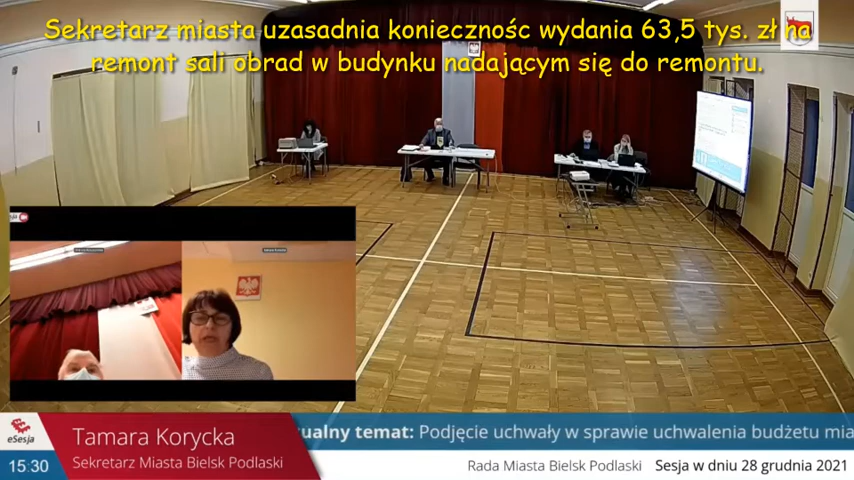 Sekretarz miasta uzasadnia koniecznośc wydania 63,5 tys. zł na
remont sali obrad w budynku nadającym się do remontu.
eSesja
15:30
Tamara Korycka
Sekretarz Miasta Bielsk Podlaski
ualny temat: Podjęcie uchwały w sprawie uchwalenia budżetu mia
Rada Miasta Bielsk Podlaski
Sesja w dniu 28 grudnia 2021